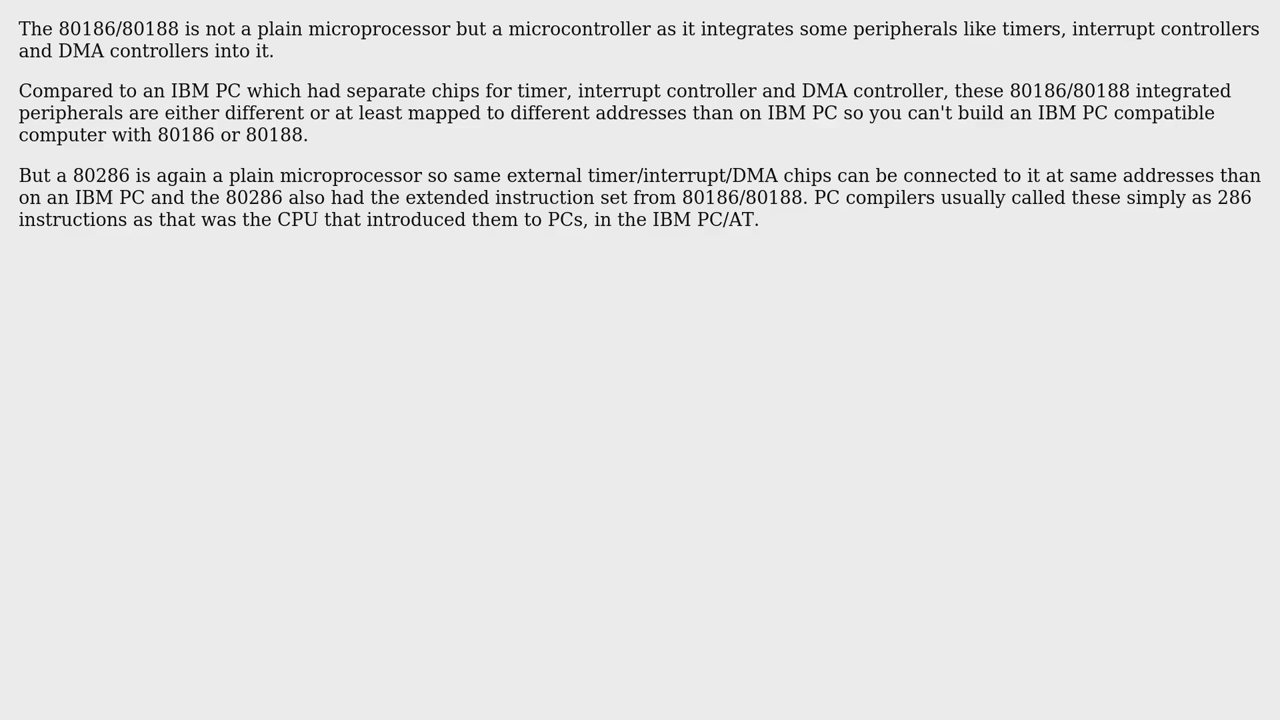 The 80186/80188 is not a plain microprocessor but a microcontroller as it integrates some peripherals like timers, interrupt controllers
and DMA controllers into it.
Compared to an IBM PC which had separate chips for timer, interrupt controller and DMA controller, these 80186/80188 integrated
peripherals are either different or at least mapped to different addresses than on IBM PC so you can't build an IBM PC compatible
computer with 80186 or 80188.
But a 80286 is again a plain microprocessor so same external timer/interrupt/DMA chips can be connected to it at same addresses than
on an IBM PC and the 80286 also had the extended instruction set from 80186/80188. PC compilers usually called these simply as 286
instructions as that was the CPU that introduced them to PCs, in the IBM PC/AT.